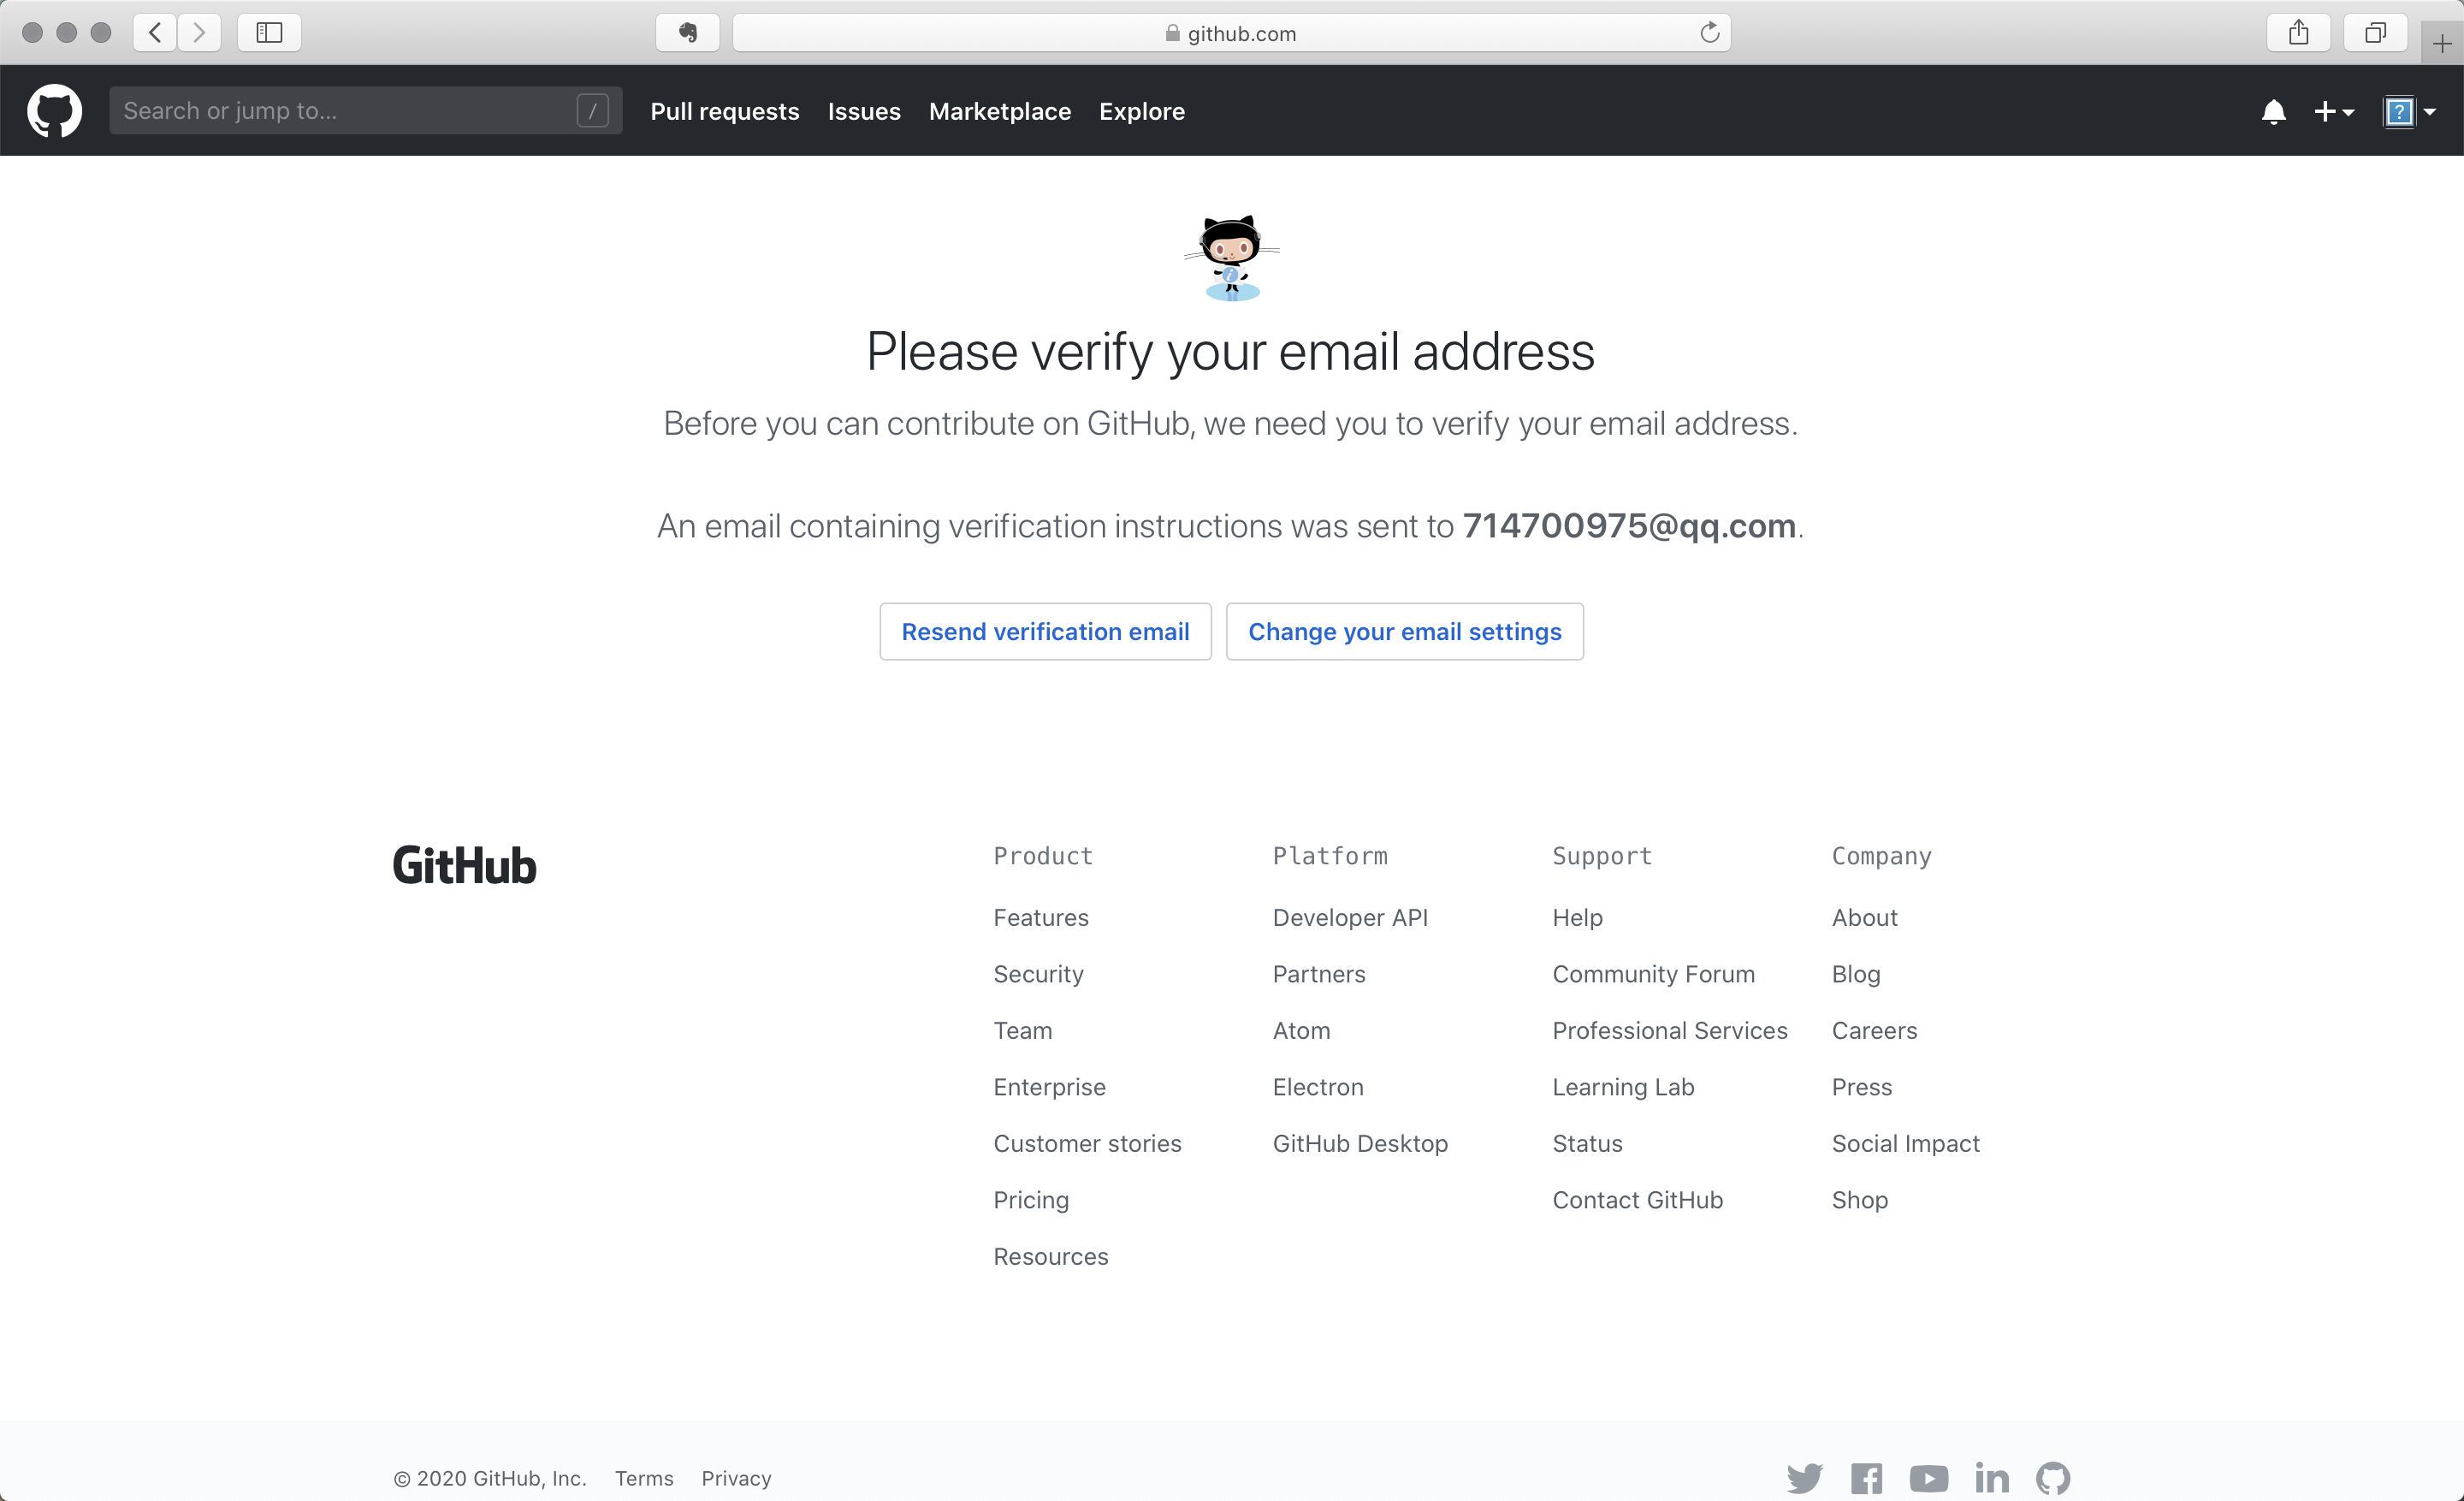 github.com
Search or jump to...
/
Pull requests
Issues
Marketplace
Explore
Please verify your email address
Before you can contribute on GitHub, we need you to verify your email address.
An email containing verification instructions was sent to 714700975@qq.com.
Resend verification email
Change your email settings
GitHub
Product
Features
Security
Team
Enterprise
Customer stories
Pricing
Resources
Platform
Developer API
Partners
Atom
Electron
GitHub Desktop
Support
Help
Community Forum
Professional Services
Learning Lab
Status
Contact GitHub
Company
About
Blog
Careers
Press
Social Impact
Shop
© 2020 GitHub, Inc.
Terms
Privacy